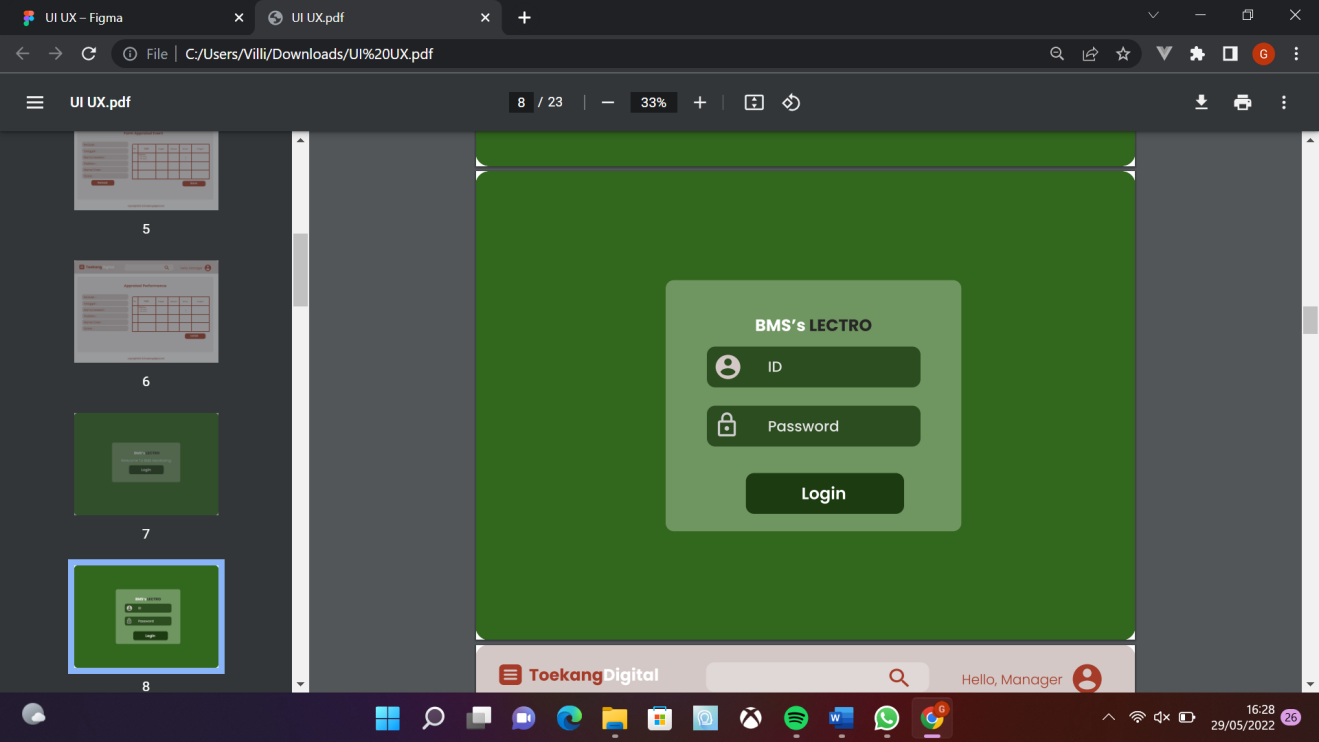 UI UX – Figma
UI UX.pdf
File
C:/Users/Villi/Downloads/UI%20UX.pdf
G
UI UX.pdf
8 / 23
33%
5
6
7
8
BMS's LECTRO
ID
Password
Login
ToekangDigital
Hello, Manager
16:28
29/05/2022
26